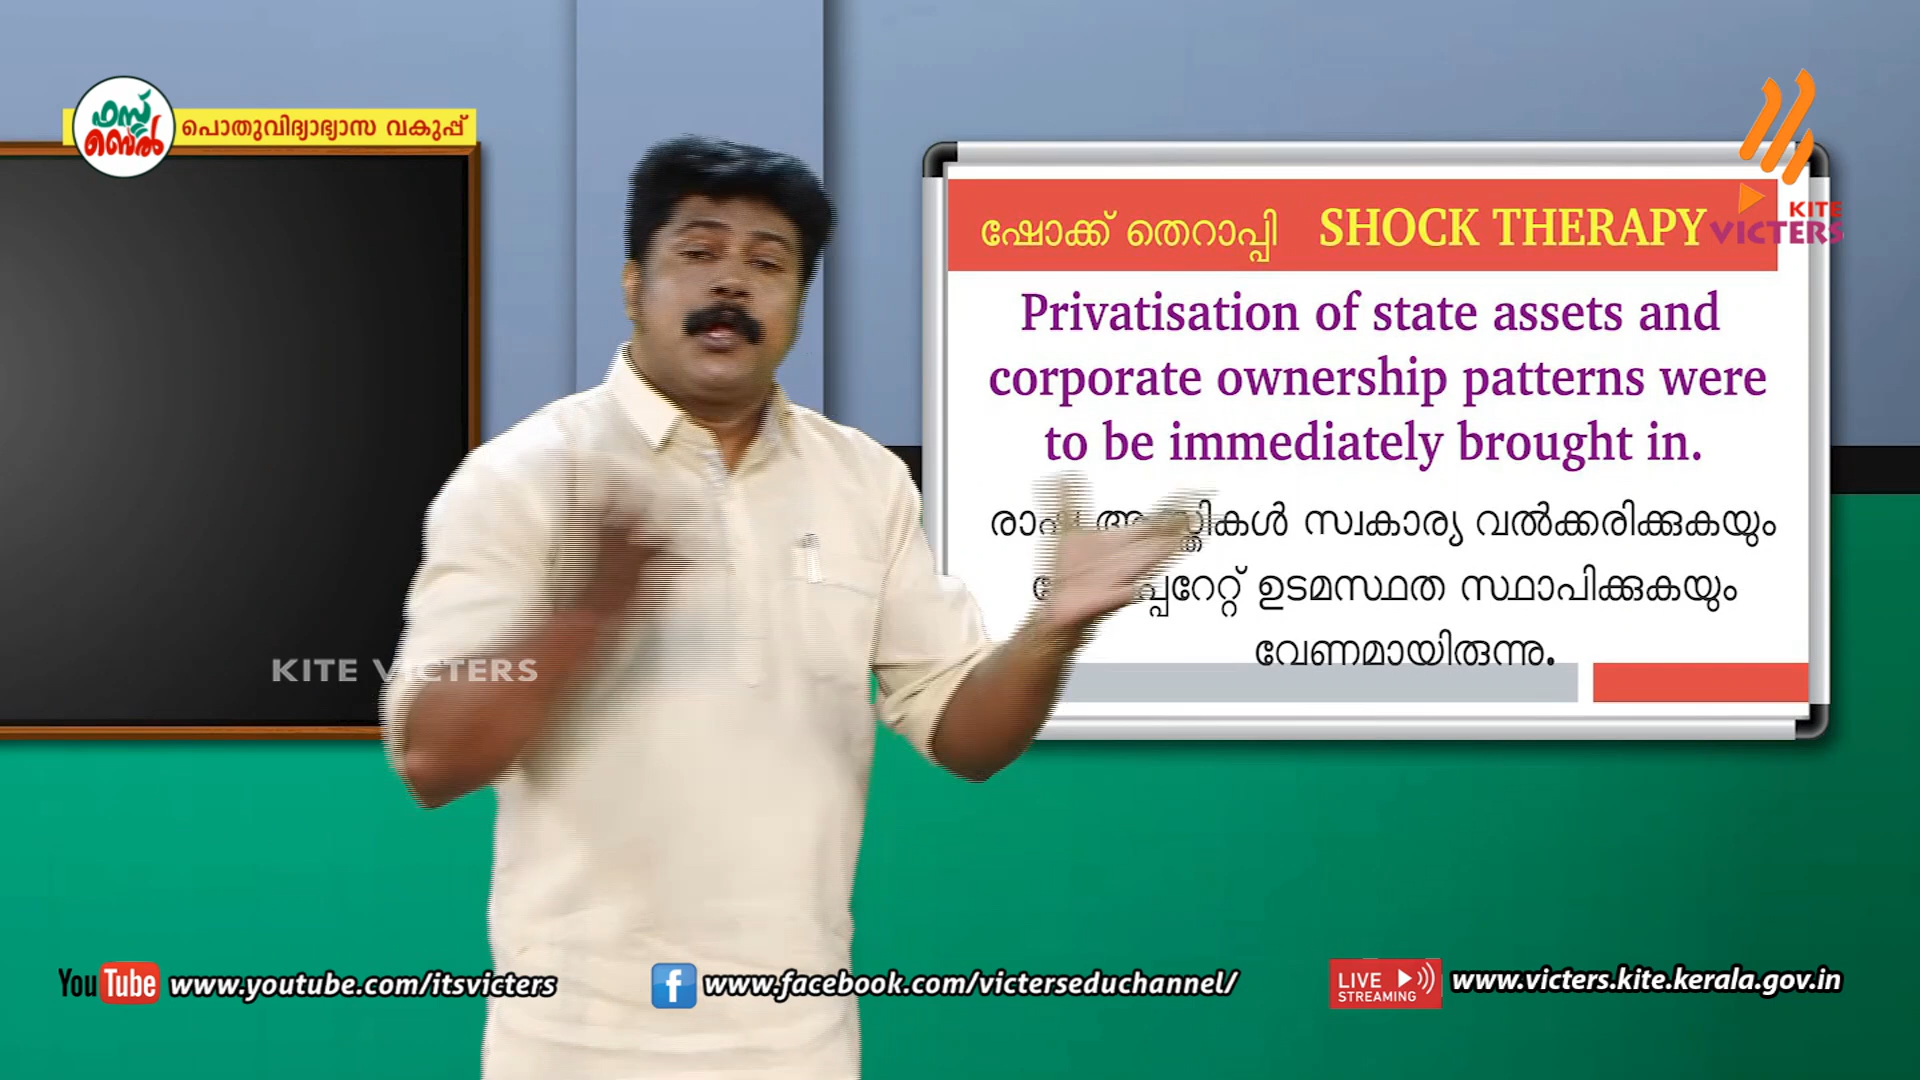 ഫസ്റ്റ്
ബെൽ
പൊതുവിദ്യാഭ്യാസ വകുപ്പ്
KITE
VICTERS
ഷോക്ക് തെറാപ്പി SHOCK THERAPY
Privatisation of state assets and
corporate ownership patterns were
to be immediately brought in.
സ്വകാര്യ വൽക്കരിക്കുകയും
ഉടമസ്ഥത സ്ഥാപിക്കുകയും
വേണമായിരുന്നു.
KITE VICTERS
YouTube www.youtube.com/itsvicters
f www.facebook.com/victerseduchannel/
LIVE
STREAMING
www.victers.kite.kerala.gov.in